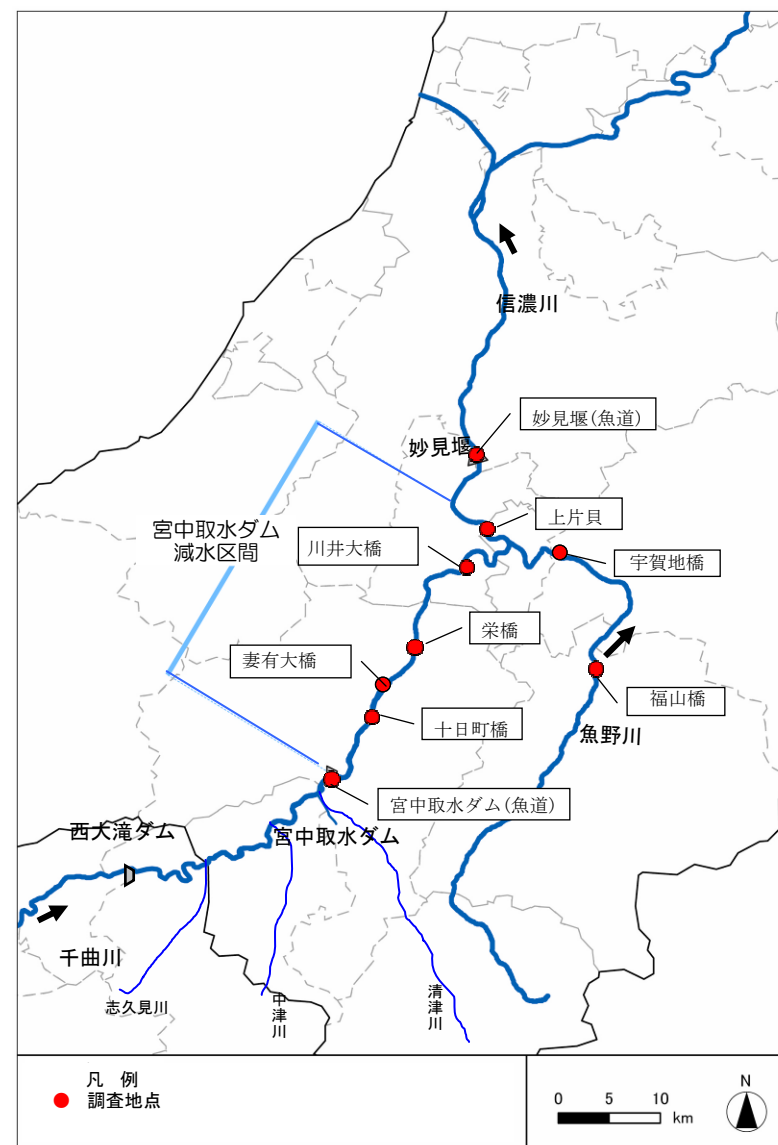 信濃川
妙見堰(魚道)
妙見堰
上片貝
宮中取水ダム
減水区間
川井大橋
宇賀地橋
栄橋
妻有大橋
福山橋
十日町橋
魚野川
宮中取水ダム(魚道)
西大滝ダム
宮中取水ダム
千曲川
志久見川
中津川
清津川
凡 例
調査地点
0 5 10
km
N